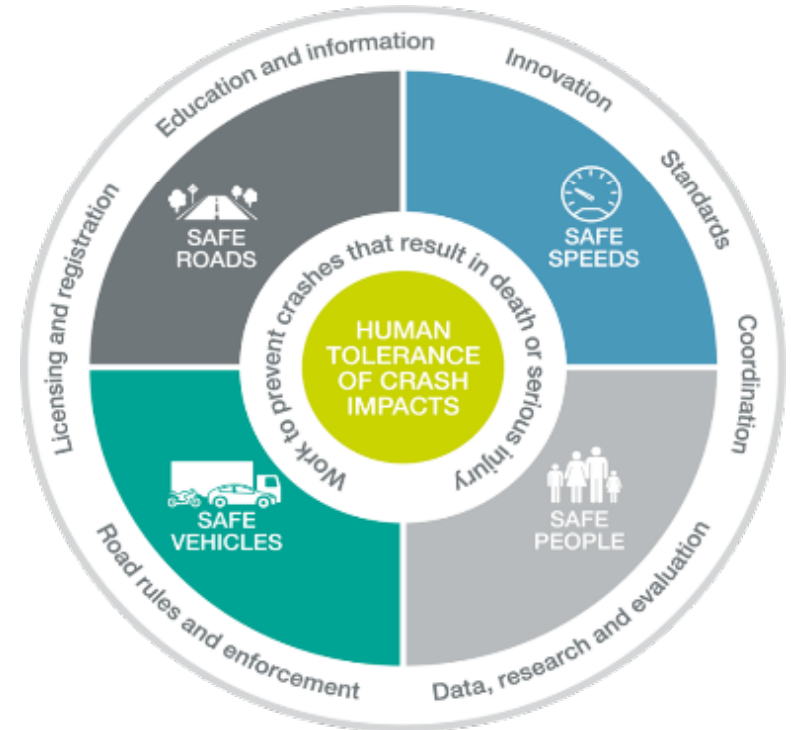 Education and information
Innovation
Standards
Coordination
Data, research and evaluation
Road rules and enforcement
Licensing and registration
SAFE
ROADS
SAFE
SPEEDS
SAFE
VEHICLES
SAFE
PEOPLE
Work to prevent crashes that result in death or serious injury
HUMAN
TOLERANCE
OF CRASH
IMPACTS